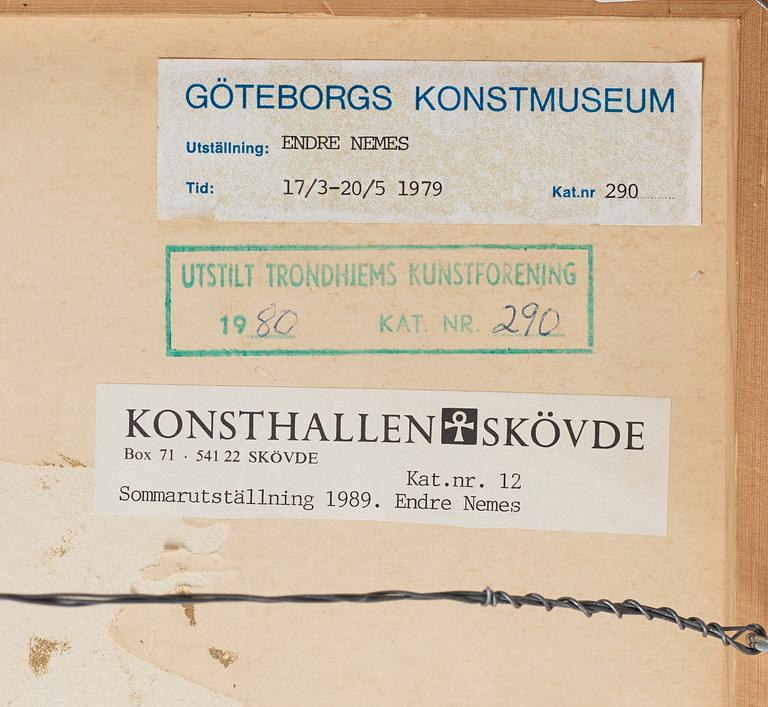 GÖTEBORGS KONSTMUSEUM
Utställning: ENDRE NEMES
Tid: 17/3-20/5 1979 Kat.nr 290
UTSTILT TRONDHIEMS KUNSTFORENING
1980 KAT. NR. 290
KONSTHALLEN SKÖVDE
Box 71 · 541 22 SKÖVDE
Kat.nr. 12
Sommarutställning 1989. Endre Nemes